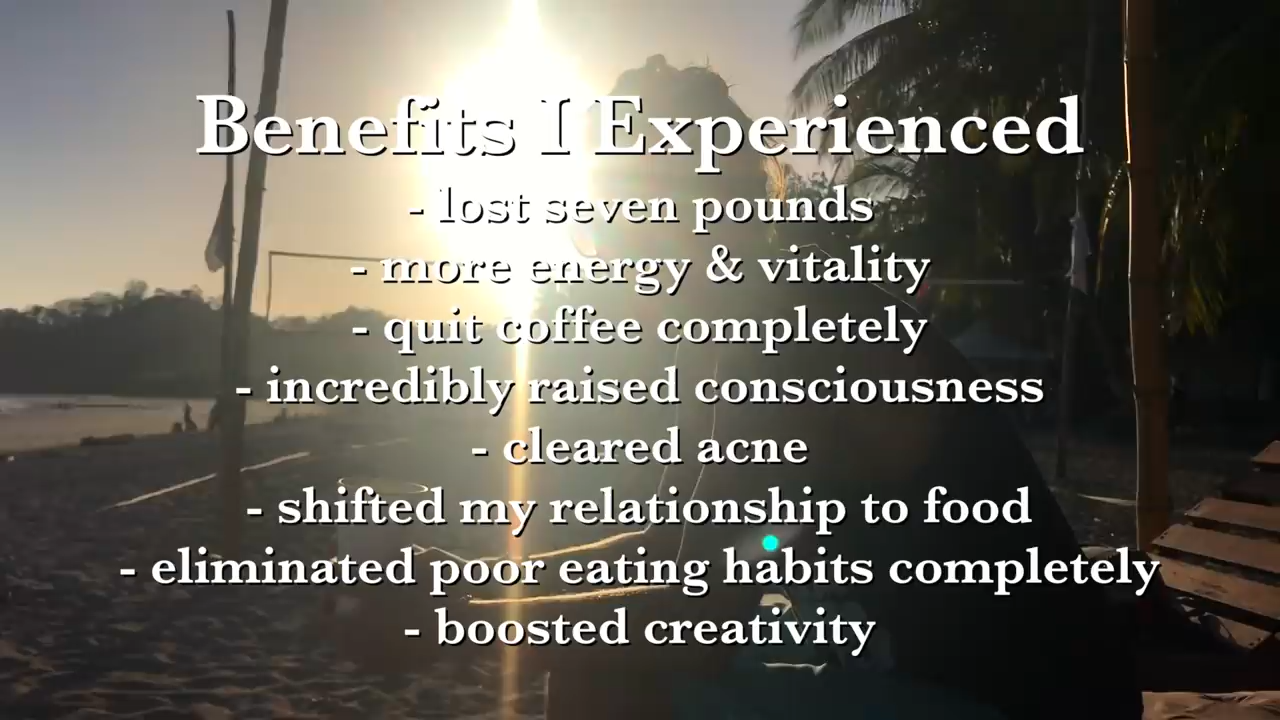 Benefits I Experienced
- lost seven pounds
- more energy & vitality
- quit coffee completely
- incredibly raised consciousness
- cleared acne
- shifted my relationship to food
- eliminated poor eating habits completely
- boosted creativity